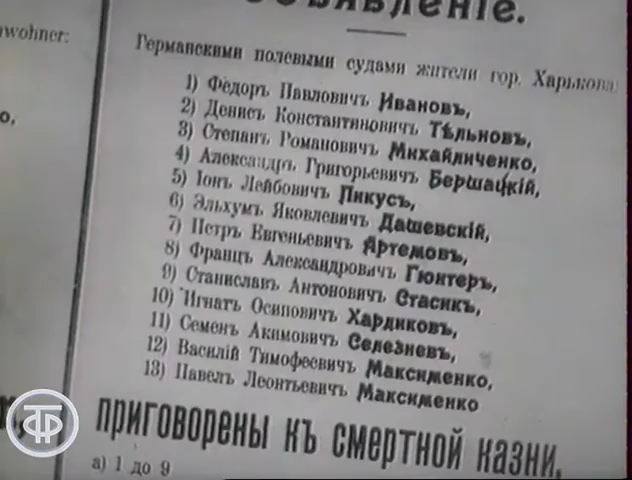 wohner:
Объявленіе.
Германскими полевыми судами жители гор. Харькова:
1) Федоръ Павловичъ Ивановъ,
2) Денисъ Константиновичъ Тѣльновъ,
3) Степанъ Романовичъ Михайличенко,
4) Александръ Григорьевичъ Бершацкій,
5) Іонъ Лейбовичъ Пикусъ,
6) Эльхумъ Яковлевичъ Дашевскій,
7) Петръ Евгеньевичъ Артемовъ,
8) Францъ Александровичъ Гюнтеръ,
9) Станиславъ Антоновичъ Стасикъ,
10) Игнатъ Осиповичъ Хардиковъ,
11) Семенъ Акимовичъ Селезневъ,
12) Василій Тимофеевичъ Максименко,
13) Павелъ Леонтьевичъ Максименко
приговорены къ смертной казни,
а) 1 до 9